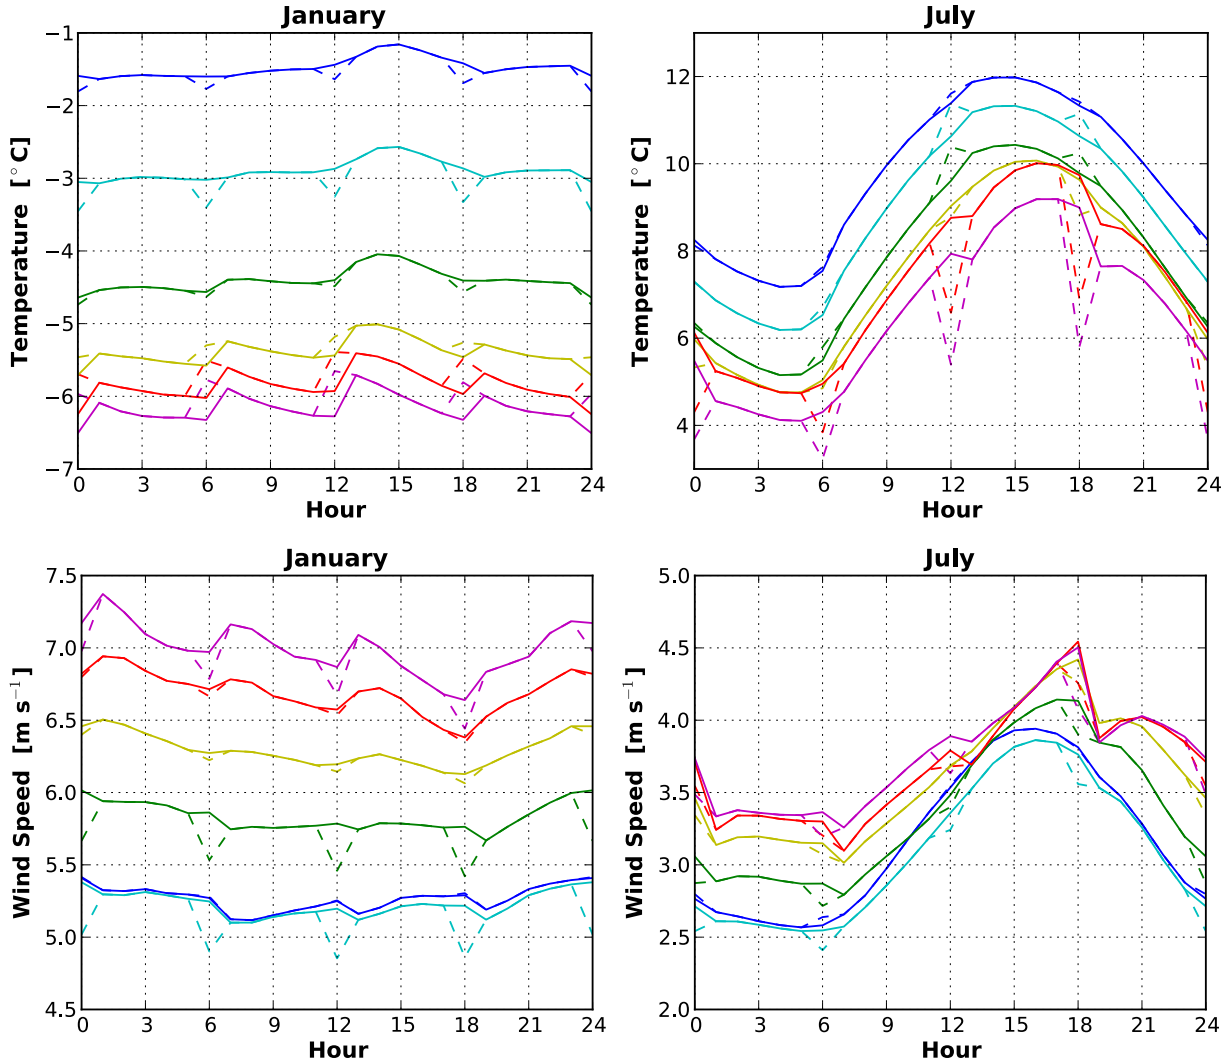 January
Temperature [°C]
−1
−2
−3
−4
−5
−6
−7
0 3 6 9 12 15 18 21 24
Hour
July
Temperature [°C]
12
10
8
6
4
0 3 6 9 12 15 18 21 24
Hour
January
Wind Speed [m s⁻¹]
7.5
7.0
6.5
6.0
5.5
5.0
4.5
0 3 6 9 12 15 18 21 24
Hour
July
Wind Speed [m s⁻¹]
5.0
4.5
4.0
3.5
3.0
2.5
2.0
0 3 6 9 12 15 18 21 24
Hour